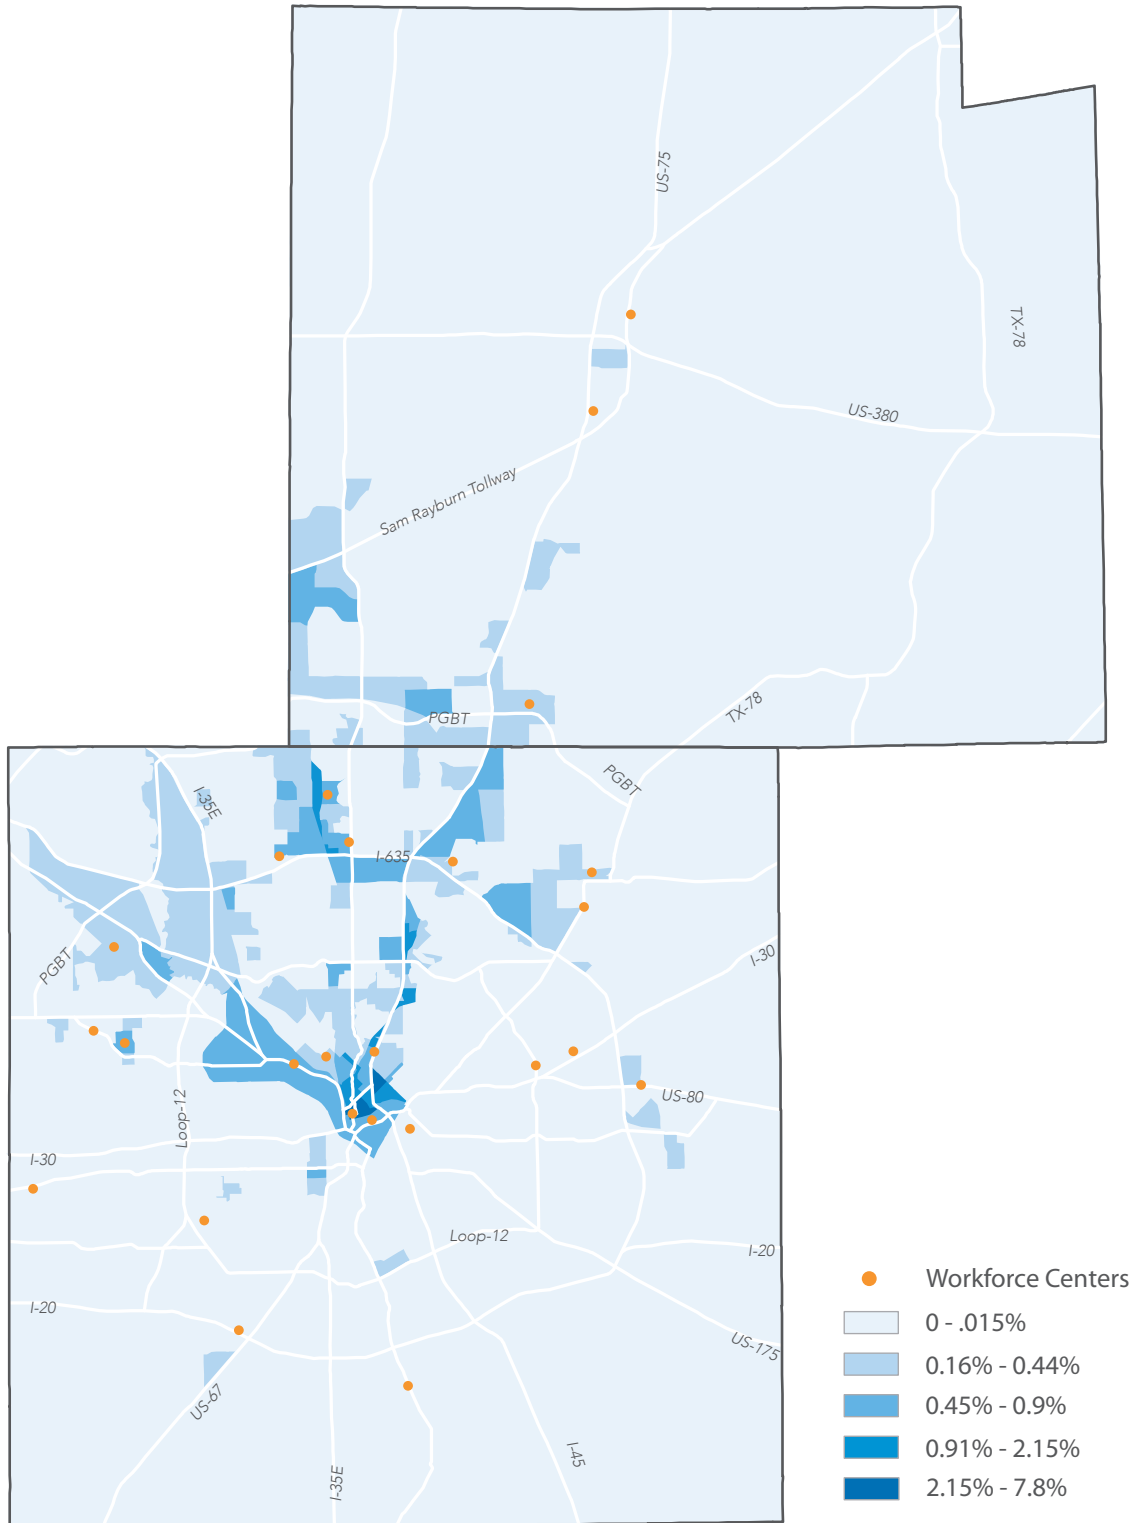 US-75
TX-78
US-380
Sam Rayburn Tollway
TX-78
PGBT
PGBT
I-35E
I-635
PGBT
I-30
US-80
Loop-12
I-30
Loop-12
I-20
I-20
US-175
US-67
I-45
I-35E
Workforce Centers
0 - .015%
0.16% - 0.44%
0.45% - 0.9%
0.91% - 2.15%
2.15% - 7.8%